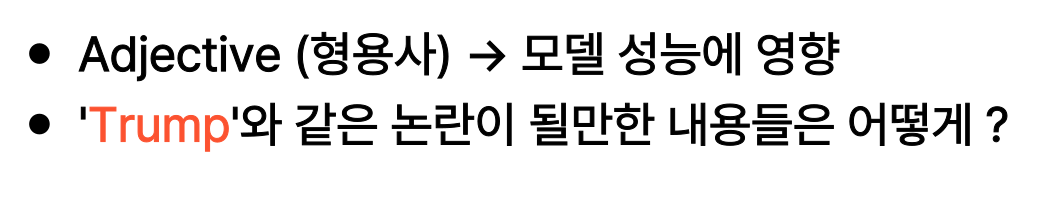 • Adjective (형용사) → 모델 성능에 영향
• 'Trump'와 같은 논란이 될만한 내용들은 어떻게 ?